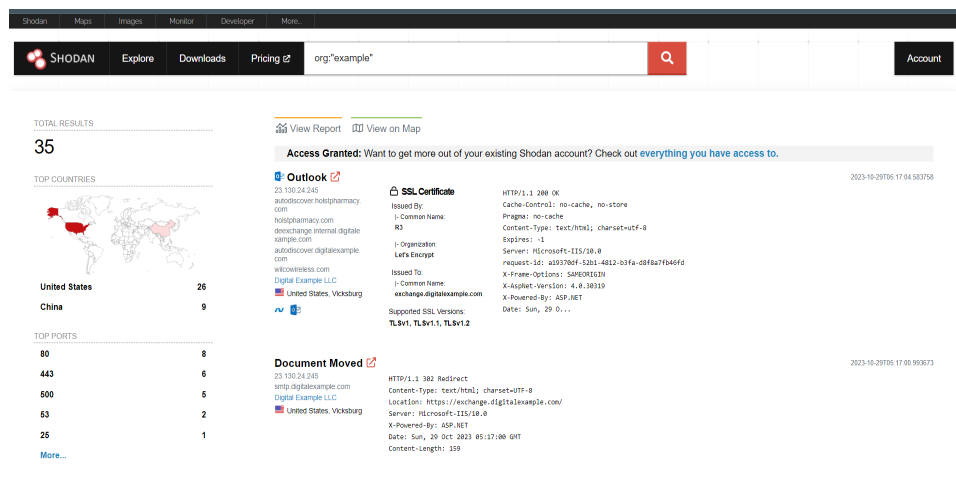 Shodan Maps Images Monitor Developer More...
SHODAN Explore Downloads Pricing org:"example" Account
TOTAL RESULTS
35
TOP COUNTRIES
United States 26
China 9
TOP PORTS
80 8
443 6
500 5
53 2
25 1
More...
View Report View on Map
Access Granted: Want to get more out of your existing Shodan account? Check out everything you have access to.
Outlook
2023-10-29T05:17:04.583758
23.130.24.245
autodiscover.holstpharmacy.
com
holstpharmacy.com
deexchange.internal.digitale
xample.com
autodiscover.digitalexample.
com
wilcowireless.com
Digital Example LLC
United States, Vicksburg
SSL Certificate
Issued By:
|- Common Name:
R3
|- Organization:
Let's Encrypt
Issued To:
|- Common Name:
exchange.digitalexample.com
Supported SSL Versions:
TLSv1, TLSv1.1, TLSv1.2
HTTP/1.1 200 OK
Cache-Control: no-cache, no-store
Pragma: no-cache
Content-Type: text/html; charset=utf-8
Expires: -1
Server: Microsoft-IIS/10.0
request-id: a19370df-52b1-4812-b3fa-d8f8a7fb46fd
X-Frame-Options: SAMEORIGIN
X-AspNet-Version: 4.0.30319
X-Powered-By: ASP.NET
Date: Sun, 29 O...
Document Moved
2023-10-29T05:17:00.993673
23.130.24.245
smtp.digitalexample.com
Digital Example LLC
United States, Vicksburg
HTTP/1.1 302 Redirect
Content-Type: text/html; charset=UTF-8
Location: https://exchange.digitalexample.com/
Server: Microsoft-IIS/10.0
X-Powered-By: ASP.NET
Date: Sun, 29 Oct 2023 05:17:00 GMT
Content-Length: 159